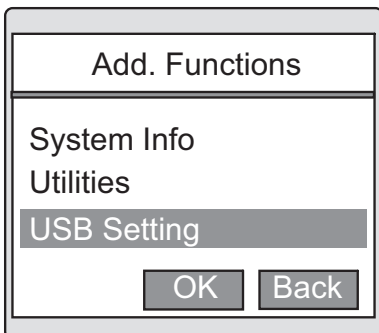 Add. Functions
System Info
Utilities
USB Setting
OK Back